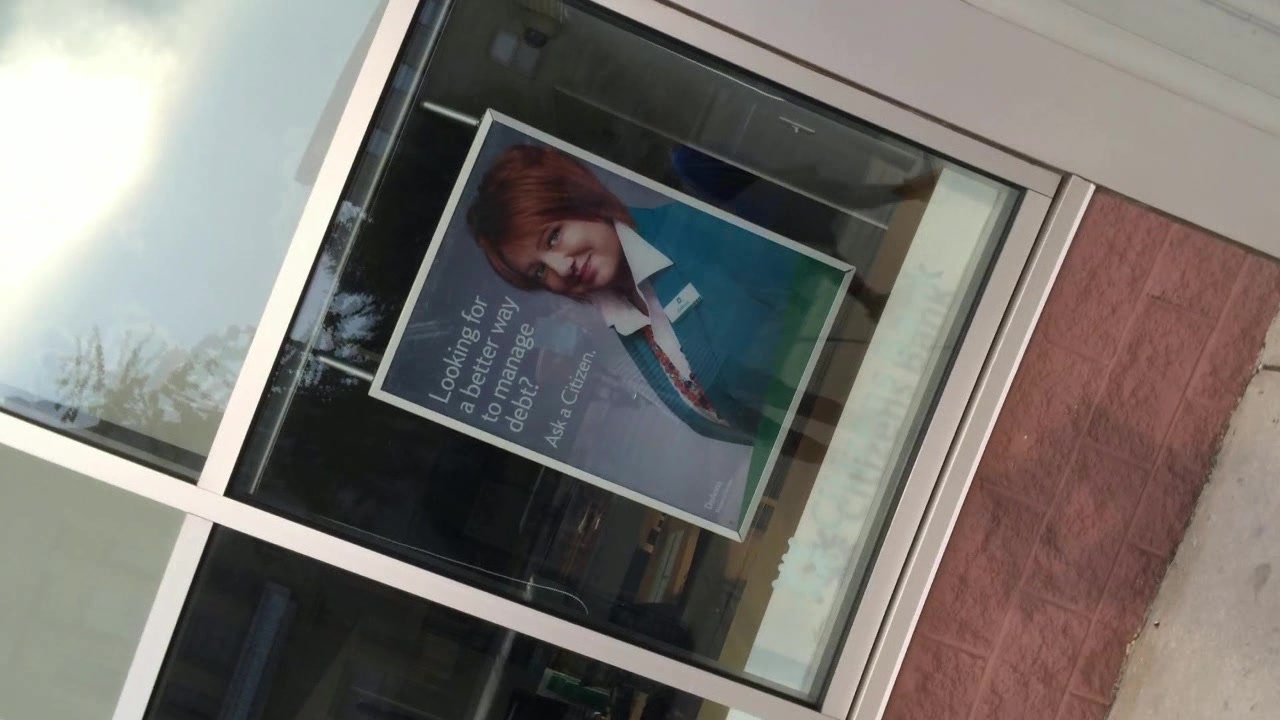 Looking for
a better way
to manage
debt?
Ask a Citizen.